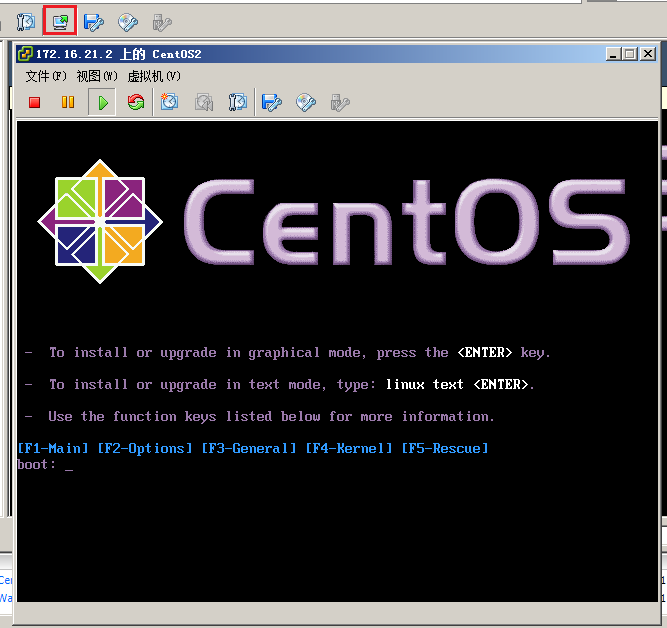 172.16.21.2 上的 CentOS2
文件(F) 视图(W) 虚拟机(V)
CentOS
- To install or upgrade in graphical mode, press the <ENTER> key.
- To install or upgrade in text mode, type: linux text <ENTER>.
- Use the function keys listed below for more information.
[F1-Main] [F2-Options] [F3-General] [F4-Kernel] [F5-Rescue]
boot: _